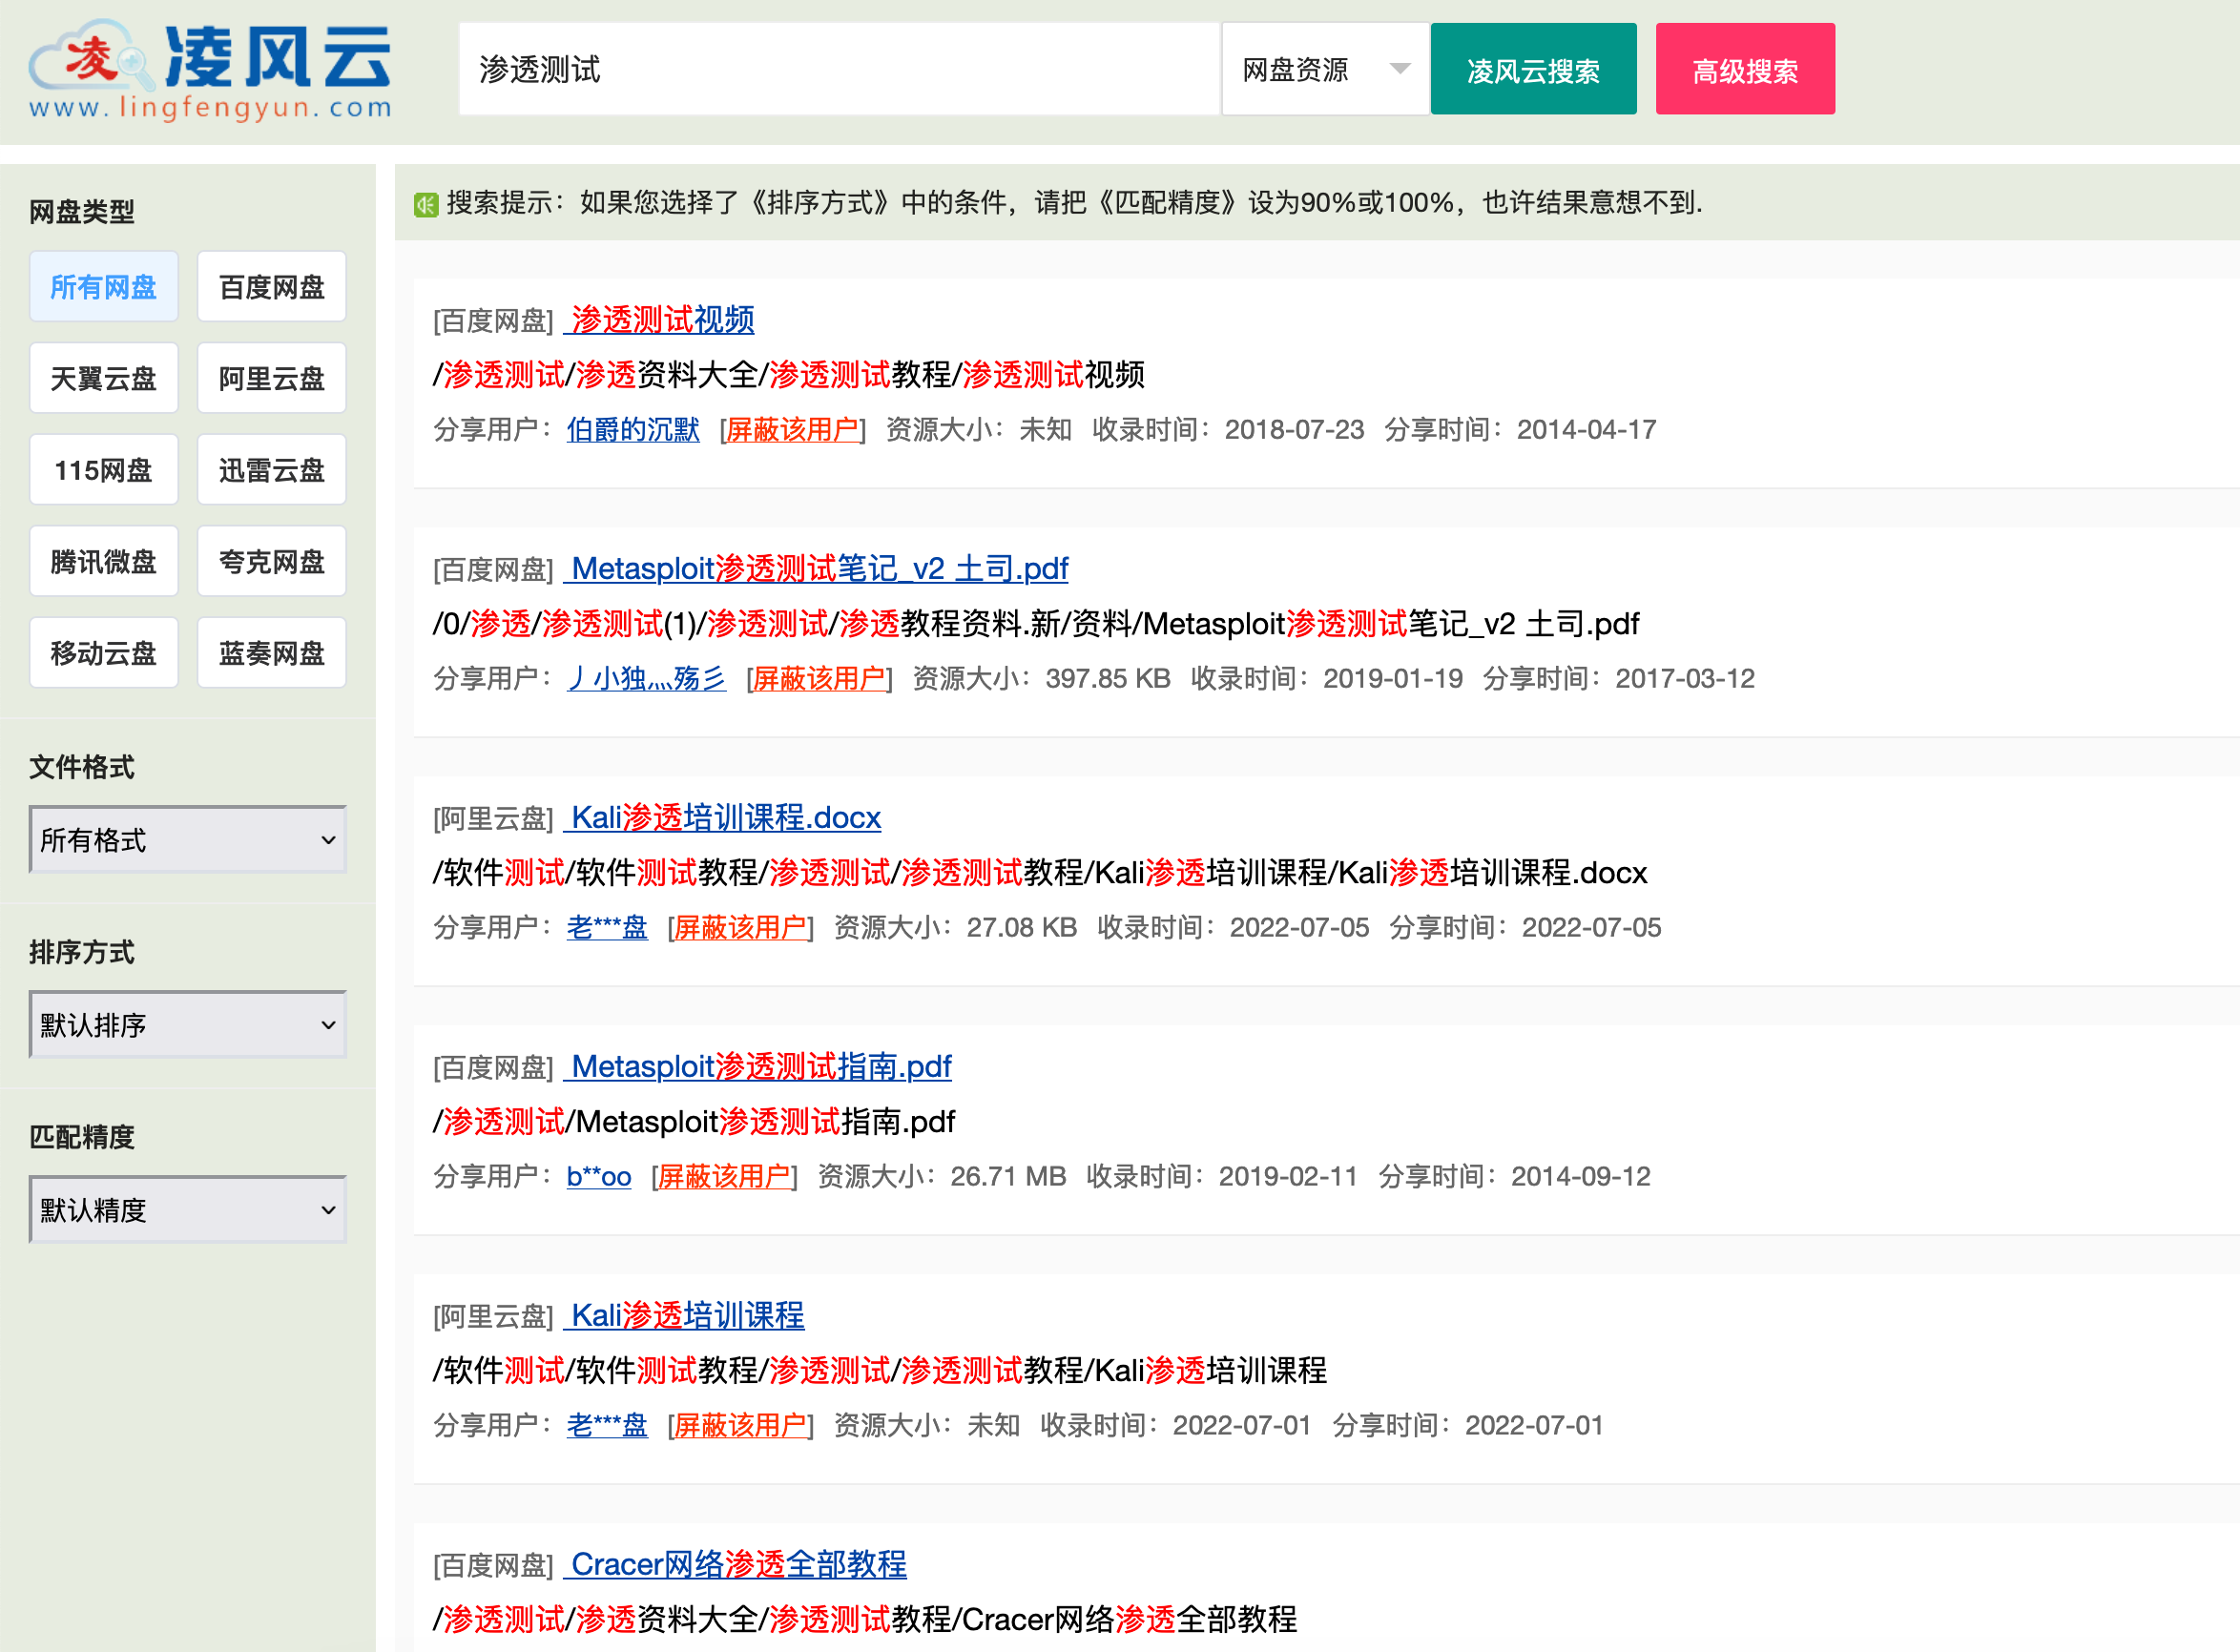 凌 凌风云
www.lingfengyun.com
渗透测试 网盘资源 凌风云搜索 高级搜索
网盘类型
所有网盘 百度网盘
天翼云盘 阿里云盘
115网盘 迅雷云盘
腾讯微盘 夸克网盘
移动云盘 蓝奏网盘
文件格式
所有格式
排序方式
默认排序
匹配精度
默认精度
搜索提示：如果您选择了《排序方式》中的条件，请把《匹配精度》设为90%或100%，也许结果意想不到.
[百度网盘] 渗透测试视频
/渗透测试/渗透资料大全/渗透测试教程/渗透测试视频
分享用户：伯爵的沉默 [屏蔽该用户] 资源大小：未知 收录时间：2018-07-23 分享时间：2014-04-17
[百度网盘] Metasploit渗透测试笔记_v2 土司.pdf
/0/渗透/渗透测试(1)/渗透测试/渗透教程资料.新/资料/Metasploit渗透测试笔记_v2 土司.pdf
分享用户：丿小独灬殇彡 [屏蔽该用户] 资源大小：397.85 KB 收录时间：2019-01-19 分享时间：2017-03-12
[阿里云盘] Kali渗透培训课程.docx
/软件测试/软件测试教程/渗透测试/渗透测试教程/Kali渗透培训课程/Kali渗透培训课程.docx
分享用户：老***盘 [屏蔽该用户] 资源大小：27.08 KB 收录时间：2022-07-05 分享时间：2022-07-05
[百度网盘] Metasploit渗透测试指南.pdf
/渗透测试/Metasploit渗透测试指南.pdf
分享用户：b**oo [屏蔽该用户] 资源大小：26.71 MB 收录时间：2019-02-11 分享时间：2014-09-12
[阿里云盘] Kali渗透培训课程
/软件测试/软件测试教程/渗透测试/渗透测试教程/Kali渗透培训课程
分享用户：老***盘 [屏蔽该用户] 资源大小：未知 收录时间：2022-07-01 分享时间：2022-07-01
[百度网盘] Cracer网络渗透全部教程
/渗透测试/渗透资料大全/渗透测试教程/Cracer网络渗透全部教程